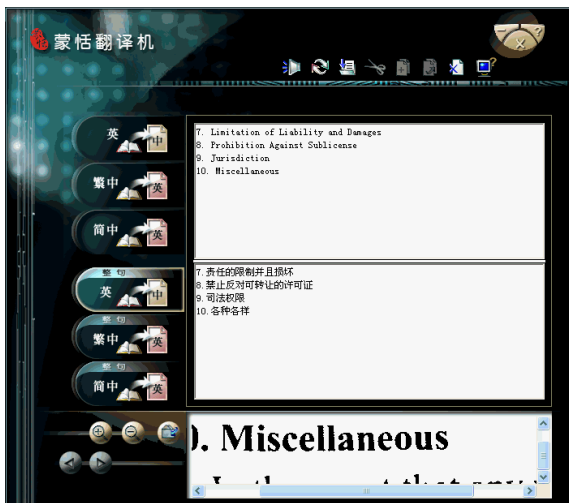 蒙恬翻译机
英 中
繁中 英
简中 英
整句
英 中
整句
繁中 英
整句
简中 英
7. Limitation of Liability and Damages
8. Prohibition Against Sublicense
9. Jurisdiction
10. Miscellaneous
7. 责任的限制并且损坏
8. 禁止反对可转让的许可证
9. 司法权限
10. 各种各样
). Miscellaneous